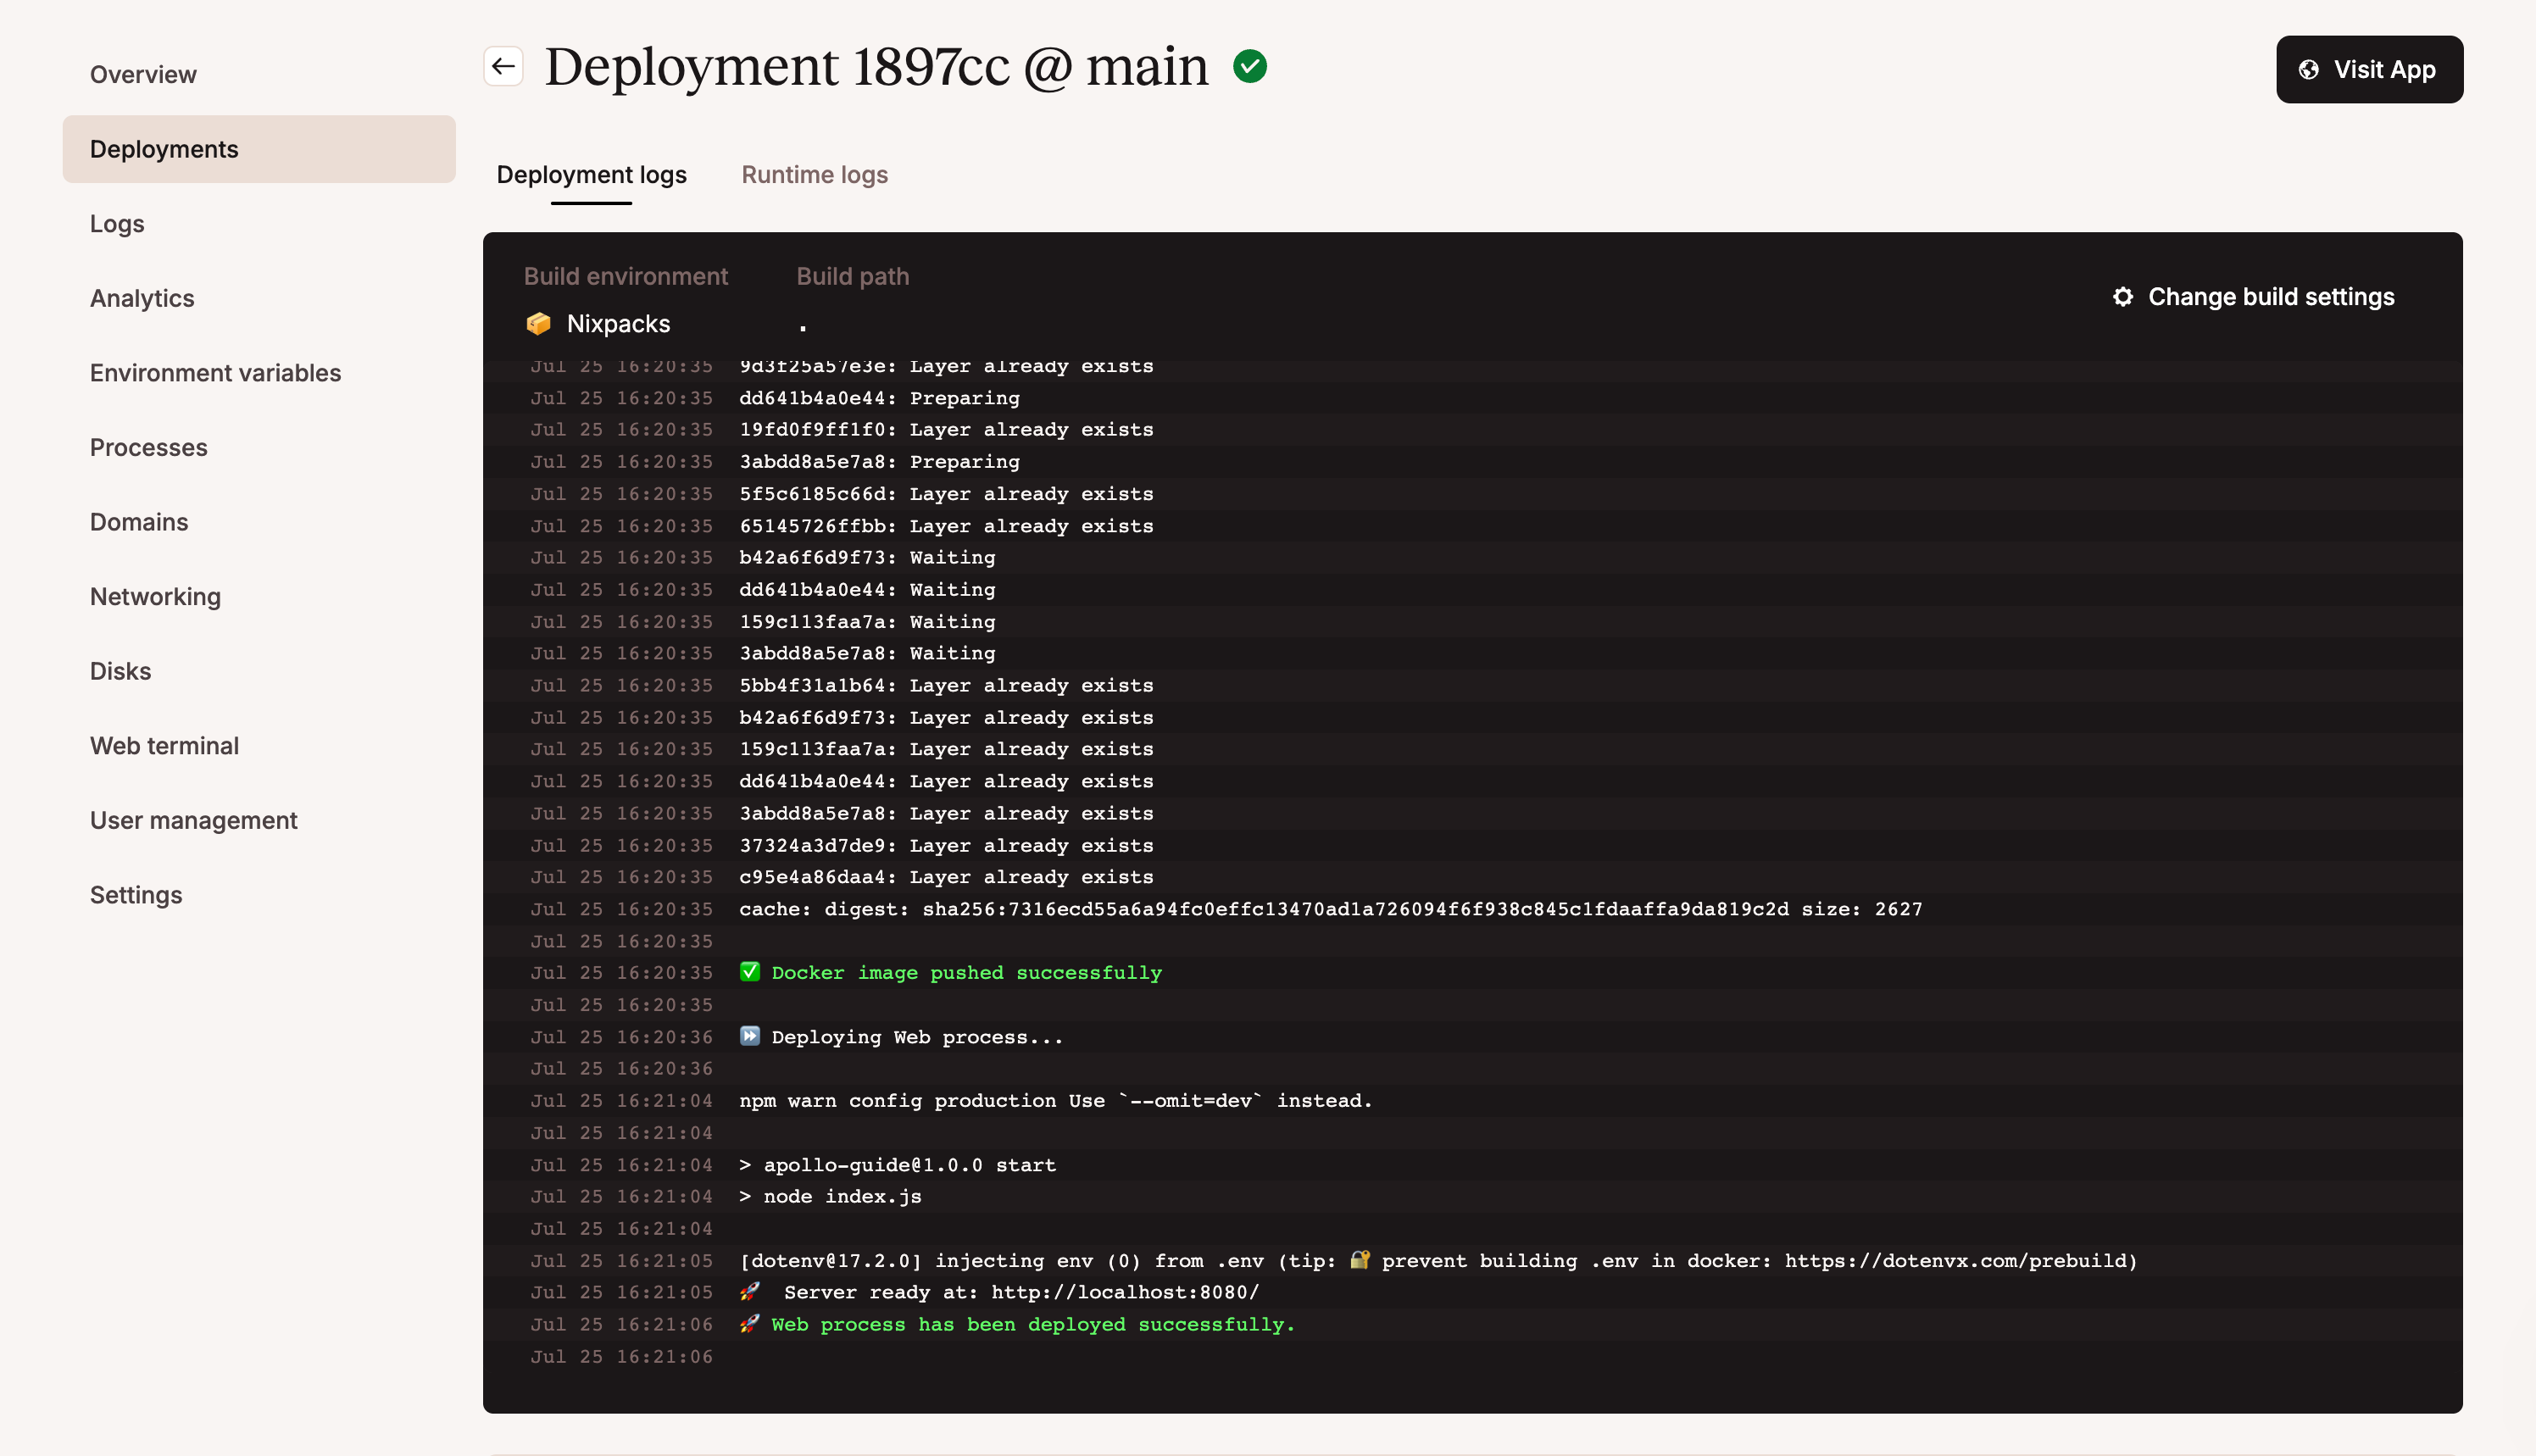 Overview
Deployments
Logs
Analytics
Environment variables
Processes
Domains
Networking
Disks
Web terminal
User management
Settings
Deployment 1897cc @ main
Visit App
Deployment logs Runtime logs
Build environment Build path
Nixpacks .
Change build settings
Jul 25 16:20:35 9d3f25a57e3e: Layer already exists
Jul 25 16:20:35 dd641b4a0e44: Preparing
Jul 25 16:20:35 19fd0f9ff1f0: Layer already exists
Jul 25 16:20:35 3abdd8a5e7a8: Preparing
Jul 25 16:20:35 5f5c6185c66d: Layer already exists
Jul 25 16:20:35 65145726ffbb: Layer already exists
Jul 25 16:20:35 b42a6f6d9f73: Waiting
Jul 25 16:20:35 dd641b4a0e44: Waiting
Jul 25 16:20:35 159c113faa7a: Waiting
Jul 25 16:20:35 3abdd8a5e7a8: Waiting
Jul 25 16:20:35 5bb4f31a1b64: Layer already exists
Jul 25 16:20:35 b42a6f6d9f73: Layer already exists
Jul 25 16:20:35 159c113faa7a: Layer already exists
Jul 25 16:20:35 dd641b4a0e44: Layer already exists
Jul 25 16:20:35 3abdd8a5e7a8: Layer already exists
Jul 25 16:20:35 37324a3d7de9: Layer already exists
Jul 25 16:20:35 c95e4a86daa4: Layer already exists
Jul 25 16:20:35 cache: digest: sha256:7316ecd55a6a94fc0effc13470ad1a726094f6f938c845c1fdaaffa9da819c2d size: 2627
Jul 25 16:20:35
Jul 25 16:20:35 ✅ Docker image pushed successfully
Jul 25 16:20:35
Jul 25 16:20:36 ⏩ Deploying Web process...
Jul 25 16:20:36
Jul 25 16:21:04 npm warn config production Use `--omit=dev` instead.
Jul 25 16:21:04
Jul 25 16:21:04 > apollo-guide@1.0.0 start
Jul 25 16:21:04 > node index.js
Jul 25 16:21:04
Jul 25 16:21:05 [dotenv@17.2.0] injecting env (0) from .env (tip: 🔐 prevent building .env in docker: https://dotenvx.com/prebuild)
Jul 25 16:21:05 🚀 Server ready at: http://localhost:8080/
Jul 25 16:21:06 🚀 Web process has been deployed successfully.
Jul 25 16:21:06